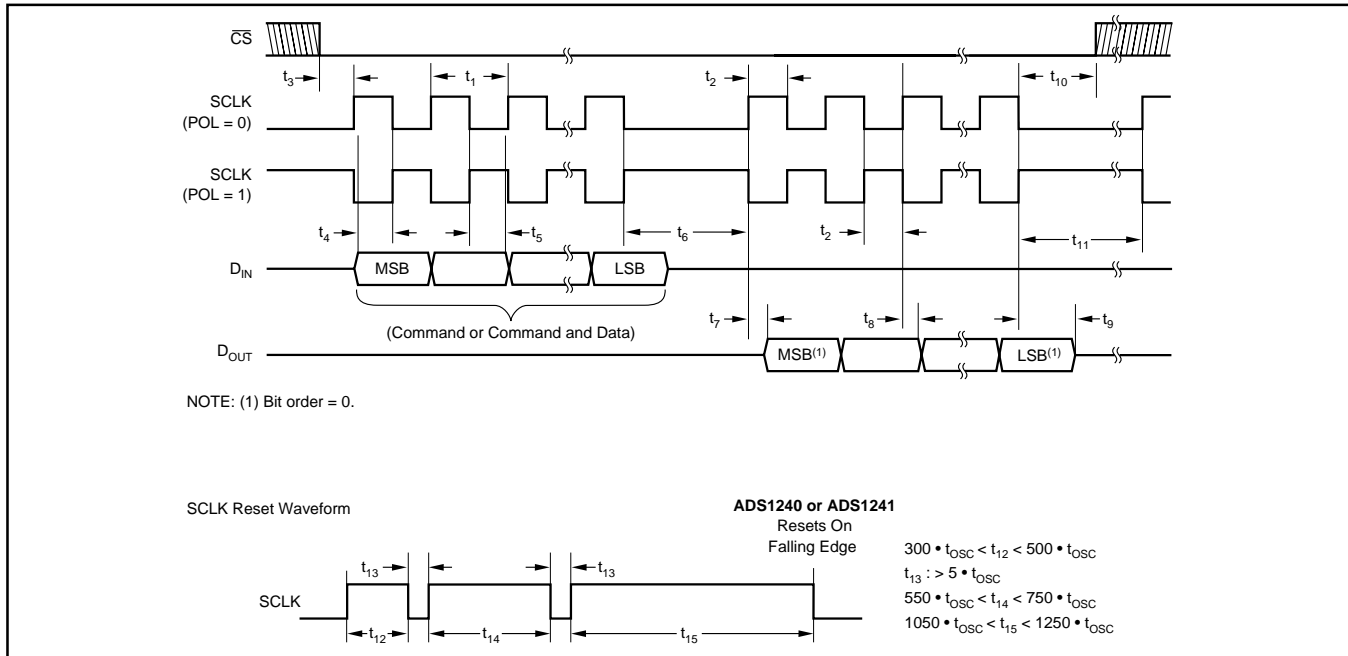 CS
t3
t1
t2
t10
SCLK
(POL = 0)
SCLK
(POL = 1)
t4
t5
t6
t2
t11
DIN
MSB
LSB
(Command or Command and Data)
t7
t8
t9
DOUT
MSB(1)
LSB(1)
NOTE: (1) Bit order = 0.
SCLK Reset Waveform
ADS1240 or ADS1241
Resets On
Falling Edge
300 • tOSC < t12 < 500 • tOSC
t13 : > 5 • tOSC
550 • tOSC < t14 < 750 • tOSC
1050 • tOSC < t15 < 1250 • tOSC
t13
t13
SCLK
t12
t14
t15